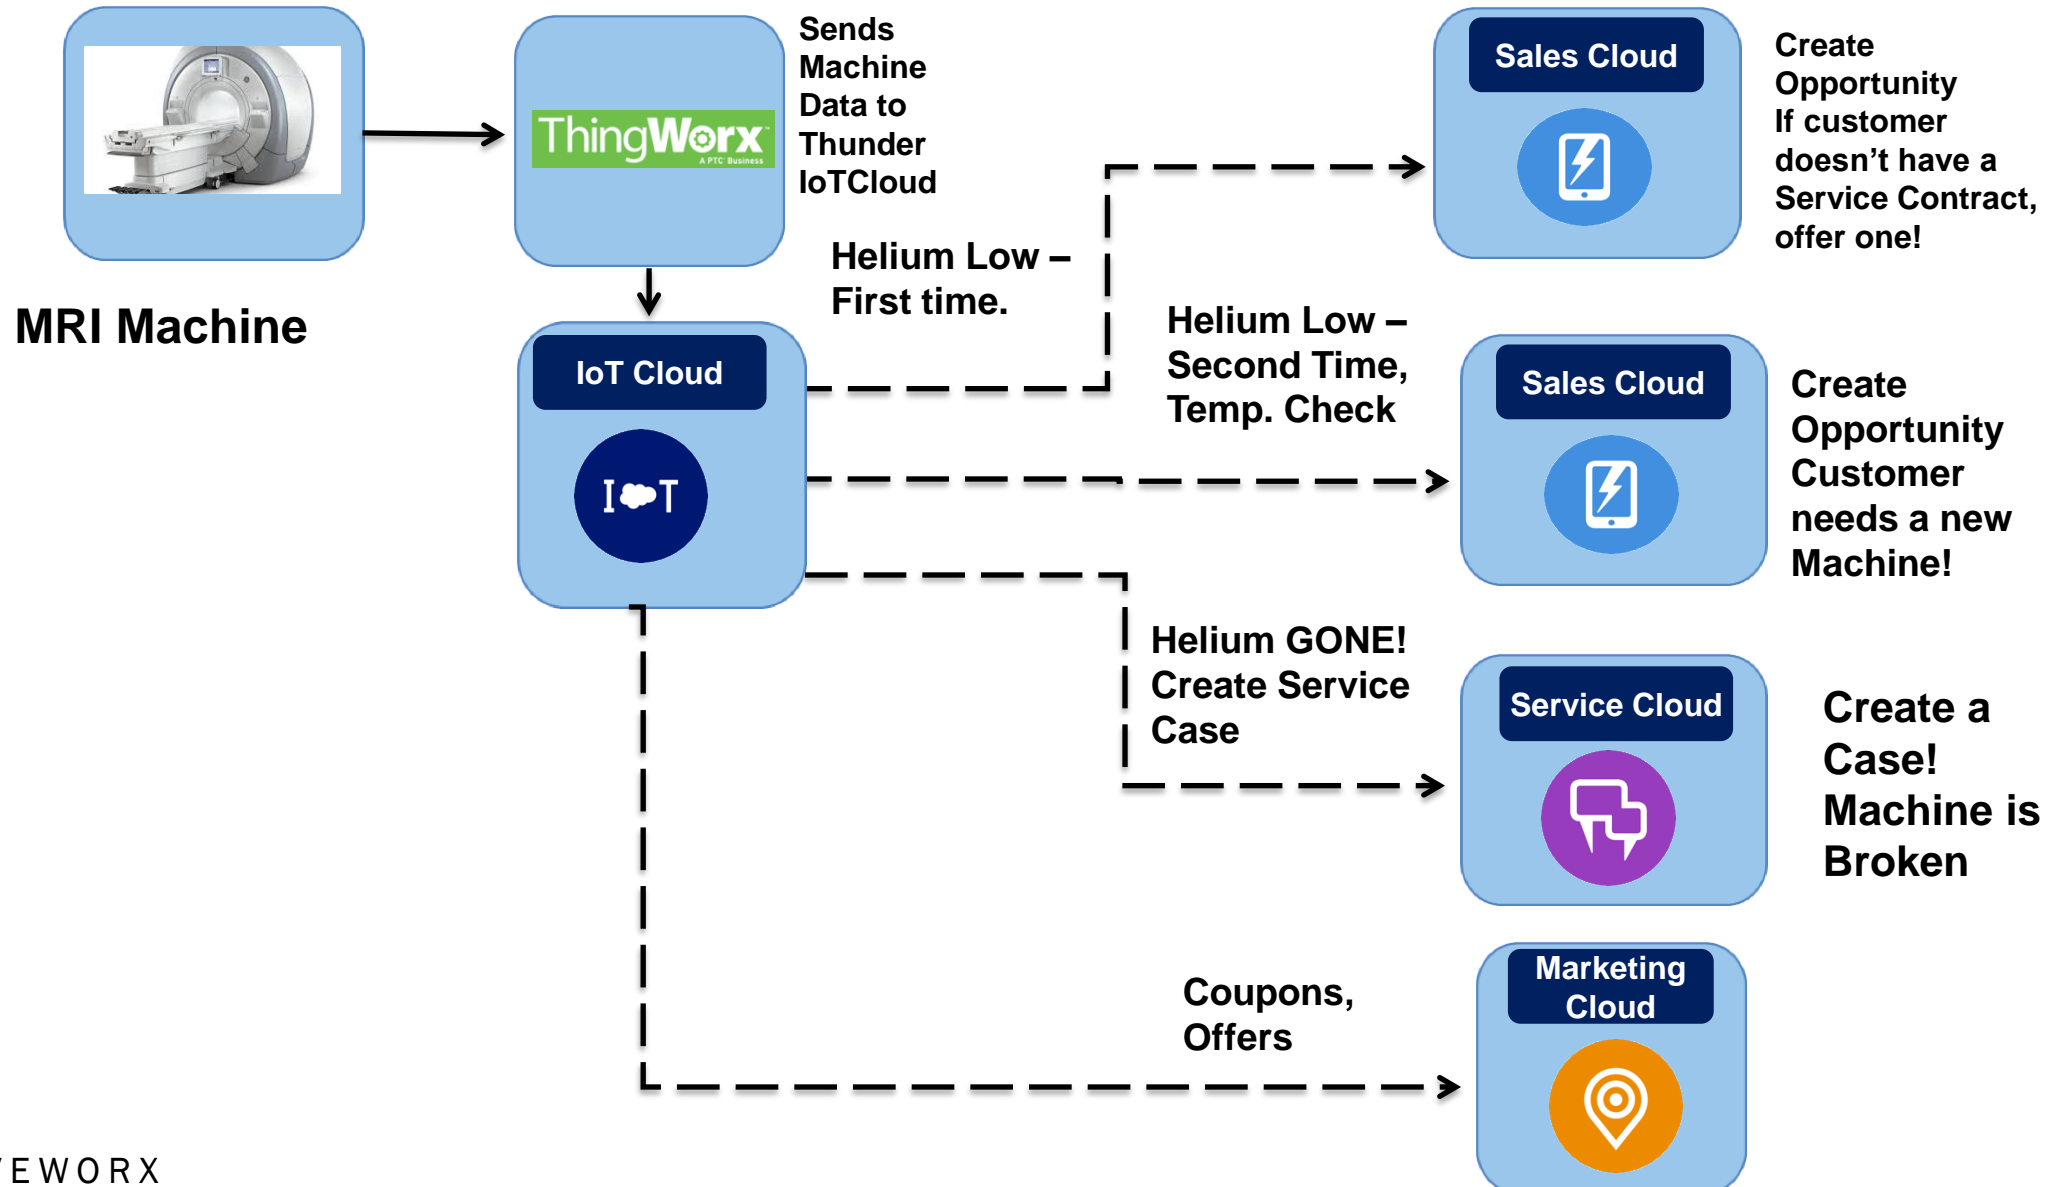 MRI Machine
ThingWorx
A PTC Business
Sends
Machine
Data to
Thunder
IoTCloud
IoT Cloud
I T
Helium Low –
First time.
Sales Cloud
Create
Opportunity
If customer
doesn’t have a
Service Contract,
offer one!
Helium Low –
Second Time,
Temp. Check
Sales Cloud
Create
Opportunity
Customer
needs a new
Machine!
Helium GONE!
Create Service
Case
Service Cloud
Create a
Case!
Machine is
Broken
Coupons,
Offers
Marketing
Cloud
EWORX